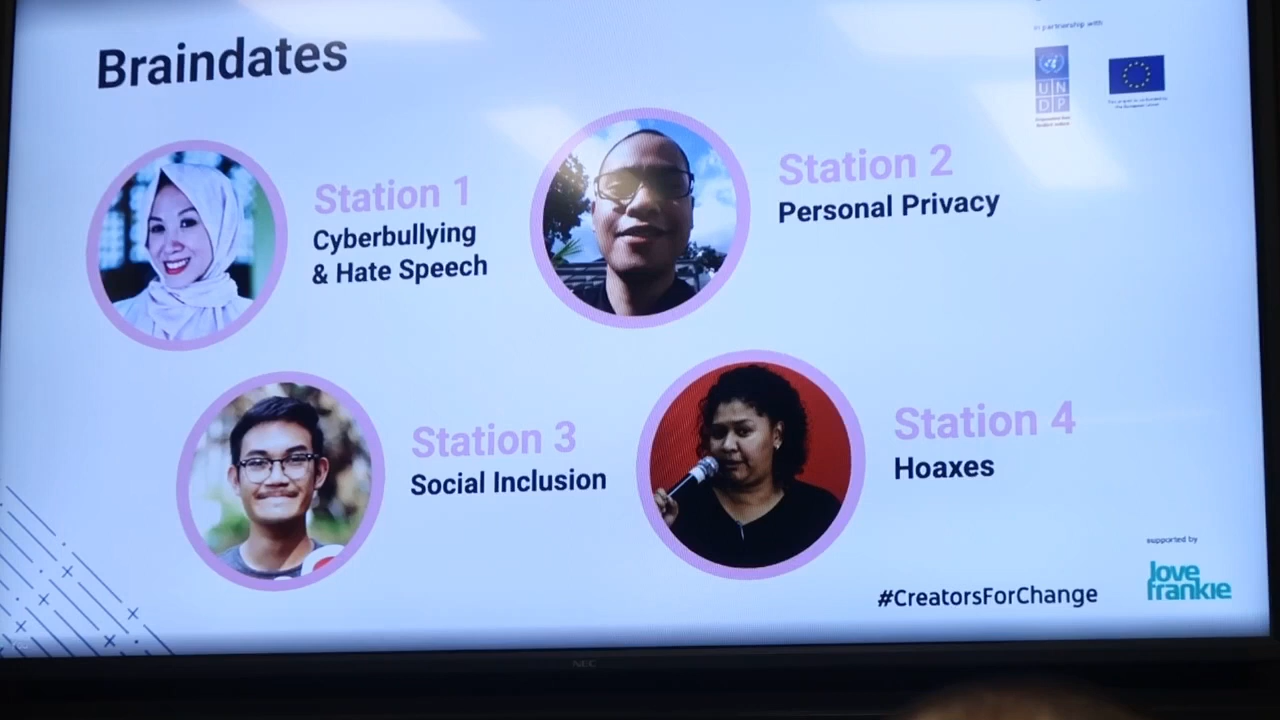 Braindates
in partnership with
U N
D P
Station 1
Cyberbullying
& Hate Speech
Station 2
Personal Privacy
Station 3
Social Inclusion
Station 4
Hoaxes
#CreatorsForChange
supported by
love
frankie
NEC